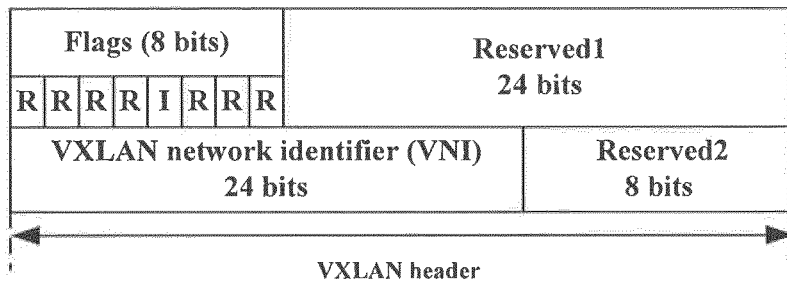 Flags (8 bits)
Reserved1
24 bits
R R R R I R R R
VXLAN network identifier (VNI)
24 bits
Reserved2
8 bits
VXLAN header